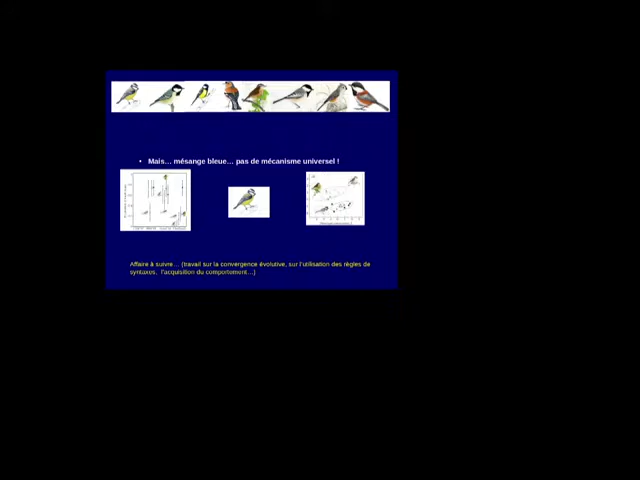 • Mais... mésange bleue... pas de mécanisme universel !
Affaire à suivre... (travail sur la convergence évolutive, sur l'utilisation des règles de
syntaxes, l'acquisition du comportement...)